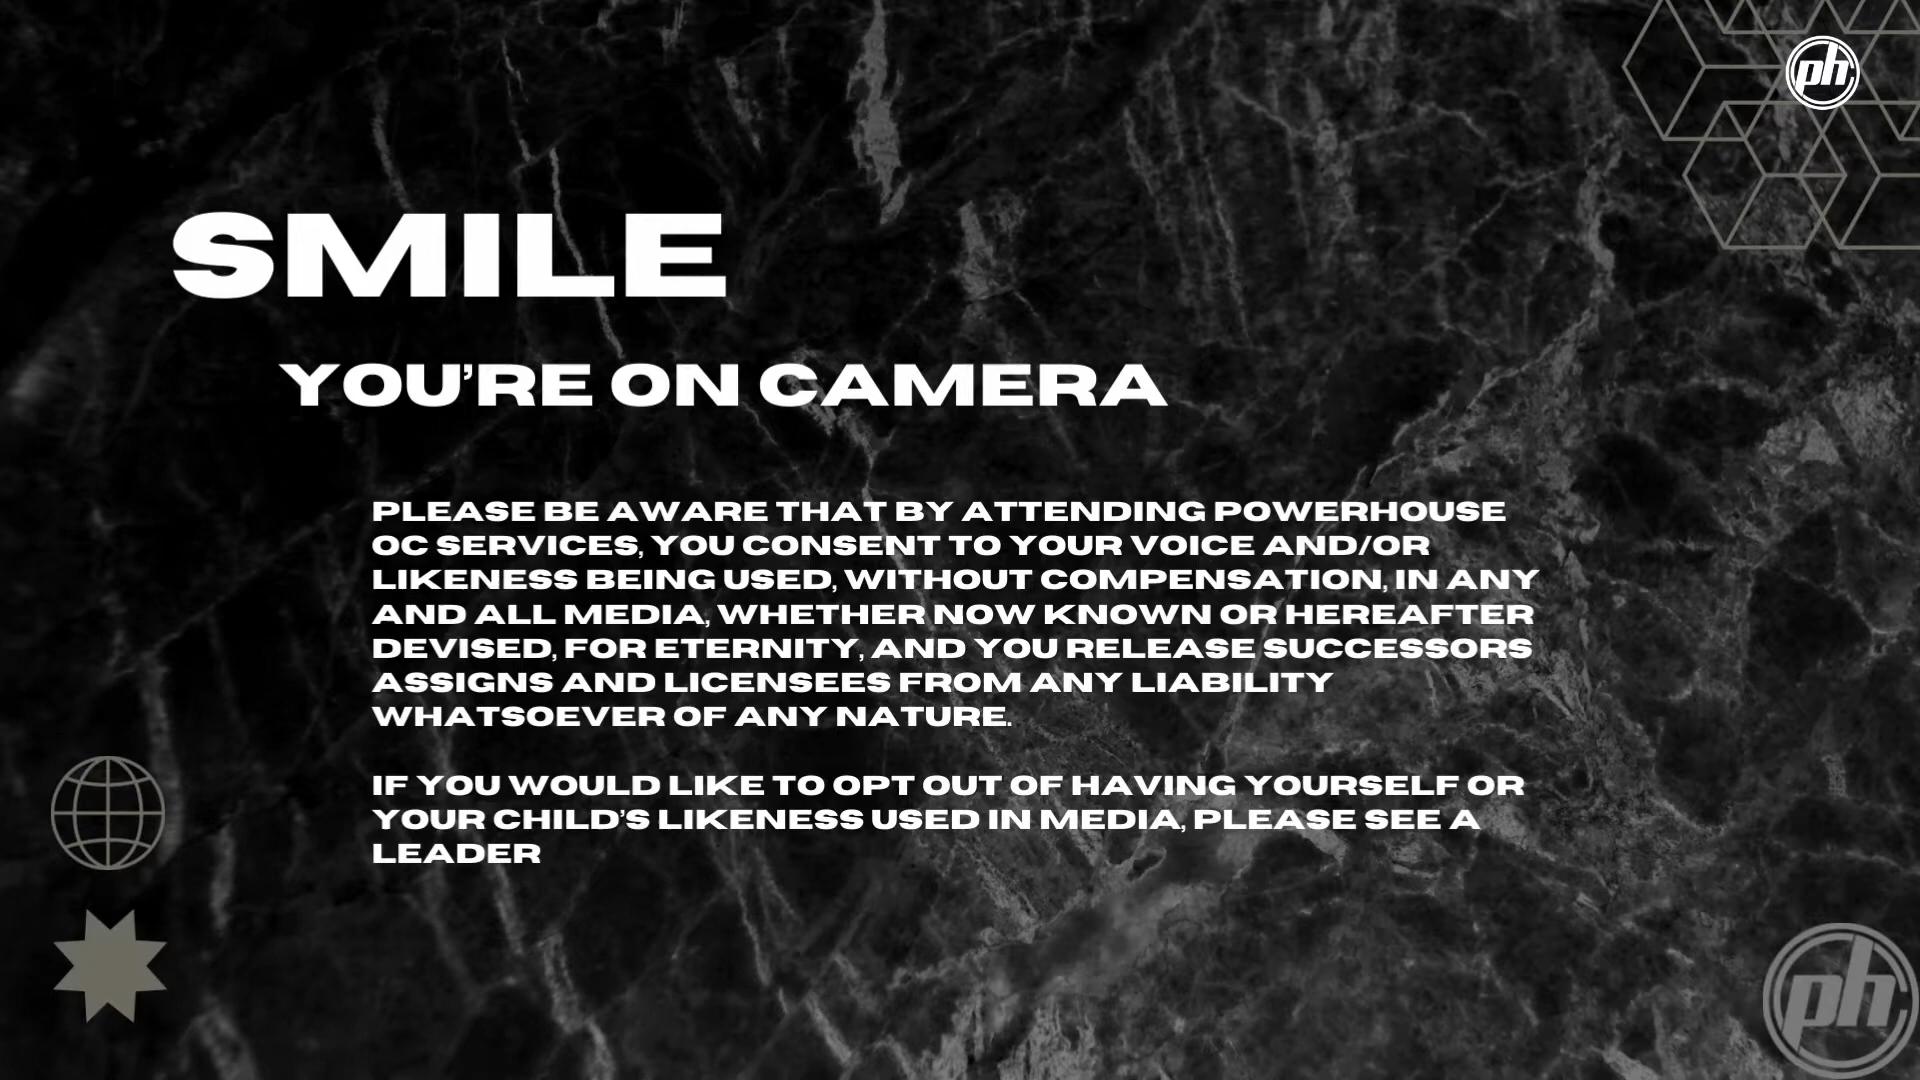 ph
SMILE
YOU'RE ON CAMERA
PLEASE BE AWARE THAT BY ATTENDING POWERHOUSE
OC SERVICES, YOU CONSENT TO YOUR VOICE AND/OR
LIKENESS BEING USED, WITHOUT COMPENSATION, IN ANY
AND ALL MEDIA, WHETHER NOW KNOWN OR HEREAFTER
DEVISED, FOR ETERNITY, AND YOU RELEASE SUCCESSORS
ASSIGNS AND LICENSEES FROM ANY LIABILITY
WHATSOEVER OF ANY NATURE.
IF YOU WOULD LIKE TO OPT OUT OF HAVING YOURSELF OR
YOUR CHILD'S LIKENESS USED IN MEDIA, PLEASE SEE A
LEADER
ph